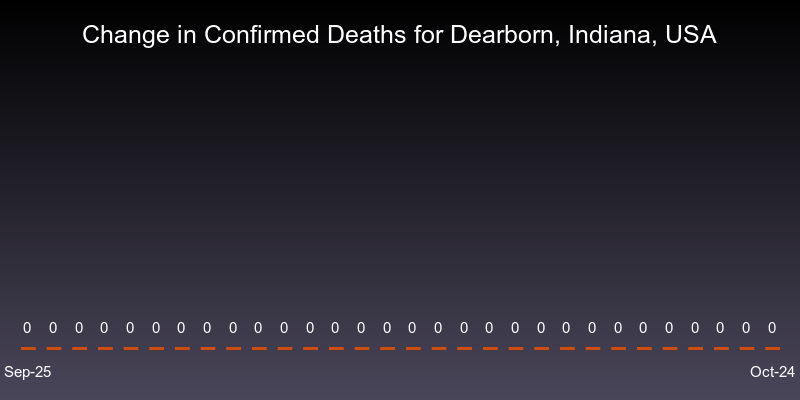 Change in Confirmed Deaths for Dearborn, Indiana, USA
0 0 0 0 0 0 0 0 0 0 0 0 0 0 0 0 0 0 0 0 0 0 0 0 0 0 0 0 0 0
Sep-25 Oct-24